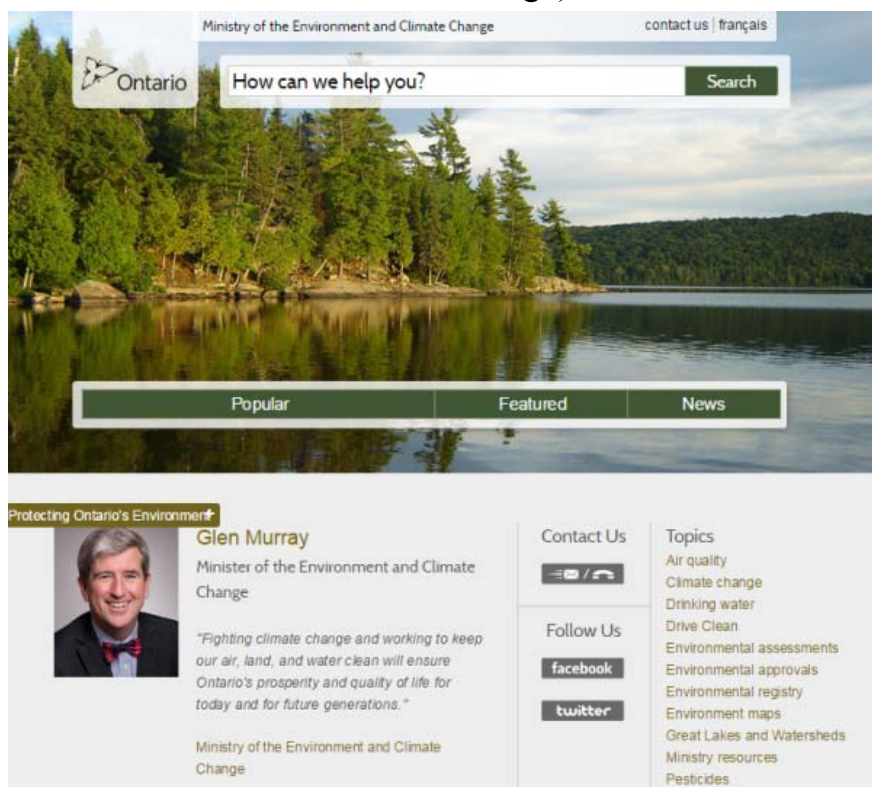 Ministry of the Environment and Climate Change
contact us | français
Ontario
How can we help you?
Search
Popular
Featured
News
Protecting Ontario's Environment+
Glen Murray
Minister of the Environment and Climate
Change
"Fighting climate change and working to keep
our air, land, and water clean will ensure
Ontario's prosperity and quality of life for
today and for future generations."
Ministry of the Environment and Climate
Change
Contact Us
Follow Us
facebook
twitter
Topics
Air quality
Climate change
Drinking water
Drive Clean
Environmental assessments
Environmental approvals
Environmental registry
Environment maps
Great Lakes and Watersheds
Ministry resources
Pesticides